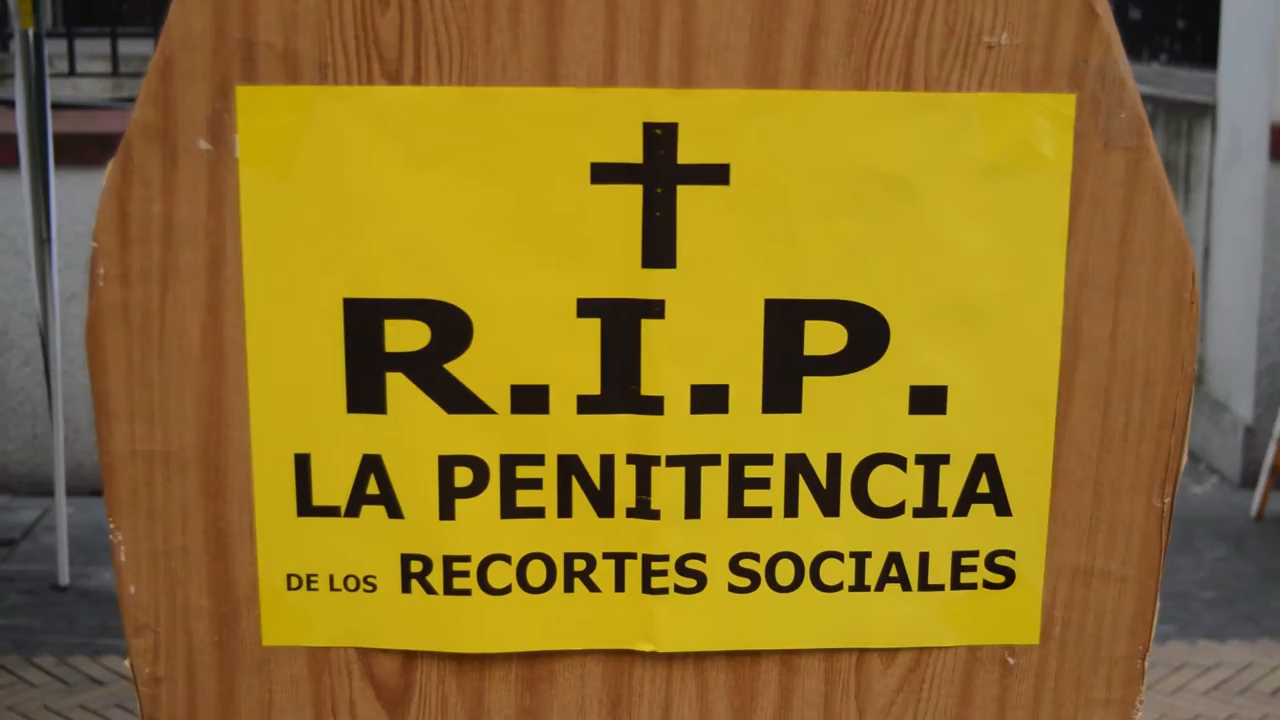 R.I.P.
LA PENITENCIA
DE LOS RECORTES SOCIALES